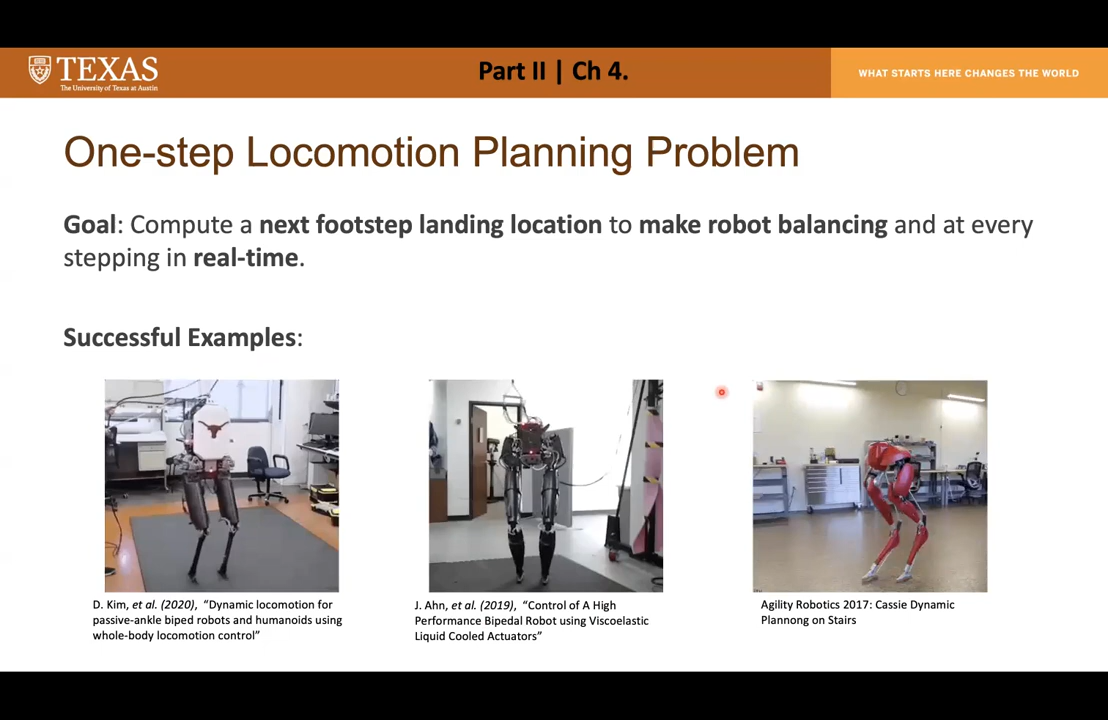 TEXAS
The University of Texas at Austin
Part II | Ch 4.
WHAT STARTS HERE CHANGES THE WORLD
One-step Locomotion Planning Problem
Goal: Compute a next footstep landing location to make robot balancing and at every
stepping in real-time.
Successful Examples:
D. Kim, et al. (2020), “Dynamic locomotion for
passive-ankle biped robots and humanoids using
whole-body locomotion control”
J. Ahn, et al. (2019), “Control of A High
Performance Bipedal Robot using Viscoelastic
Liquid Cooled Actuators”
Agility Robotics 2017: Cassie Dynamic
Plannong on Stairs